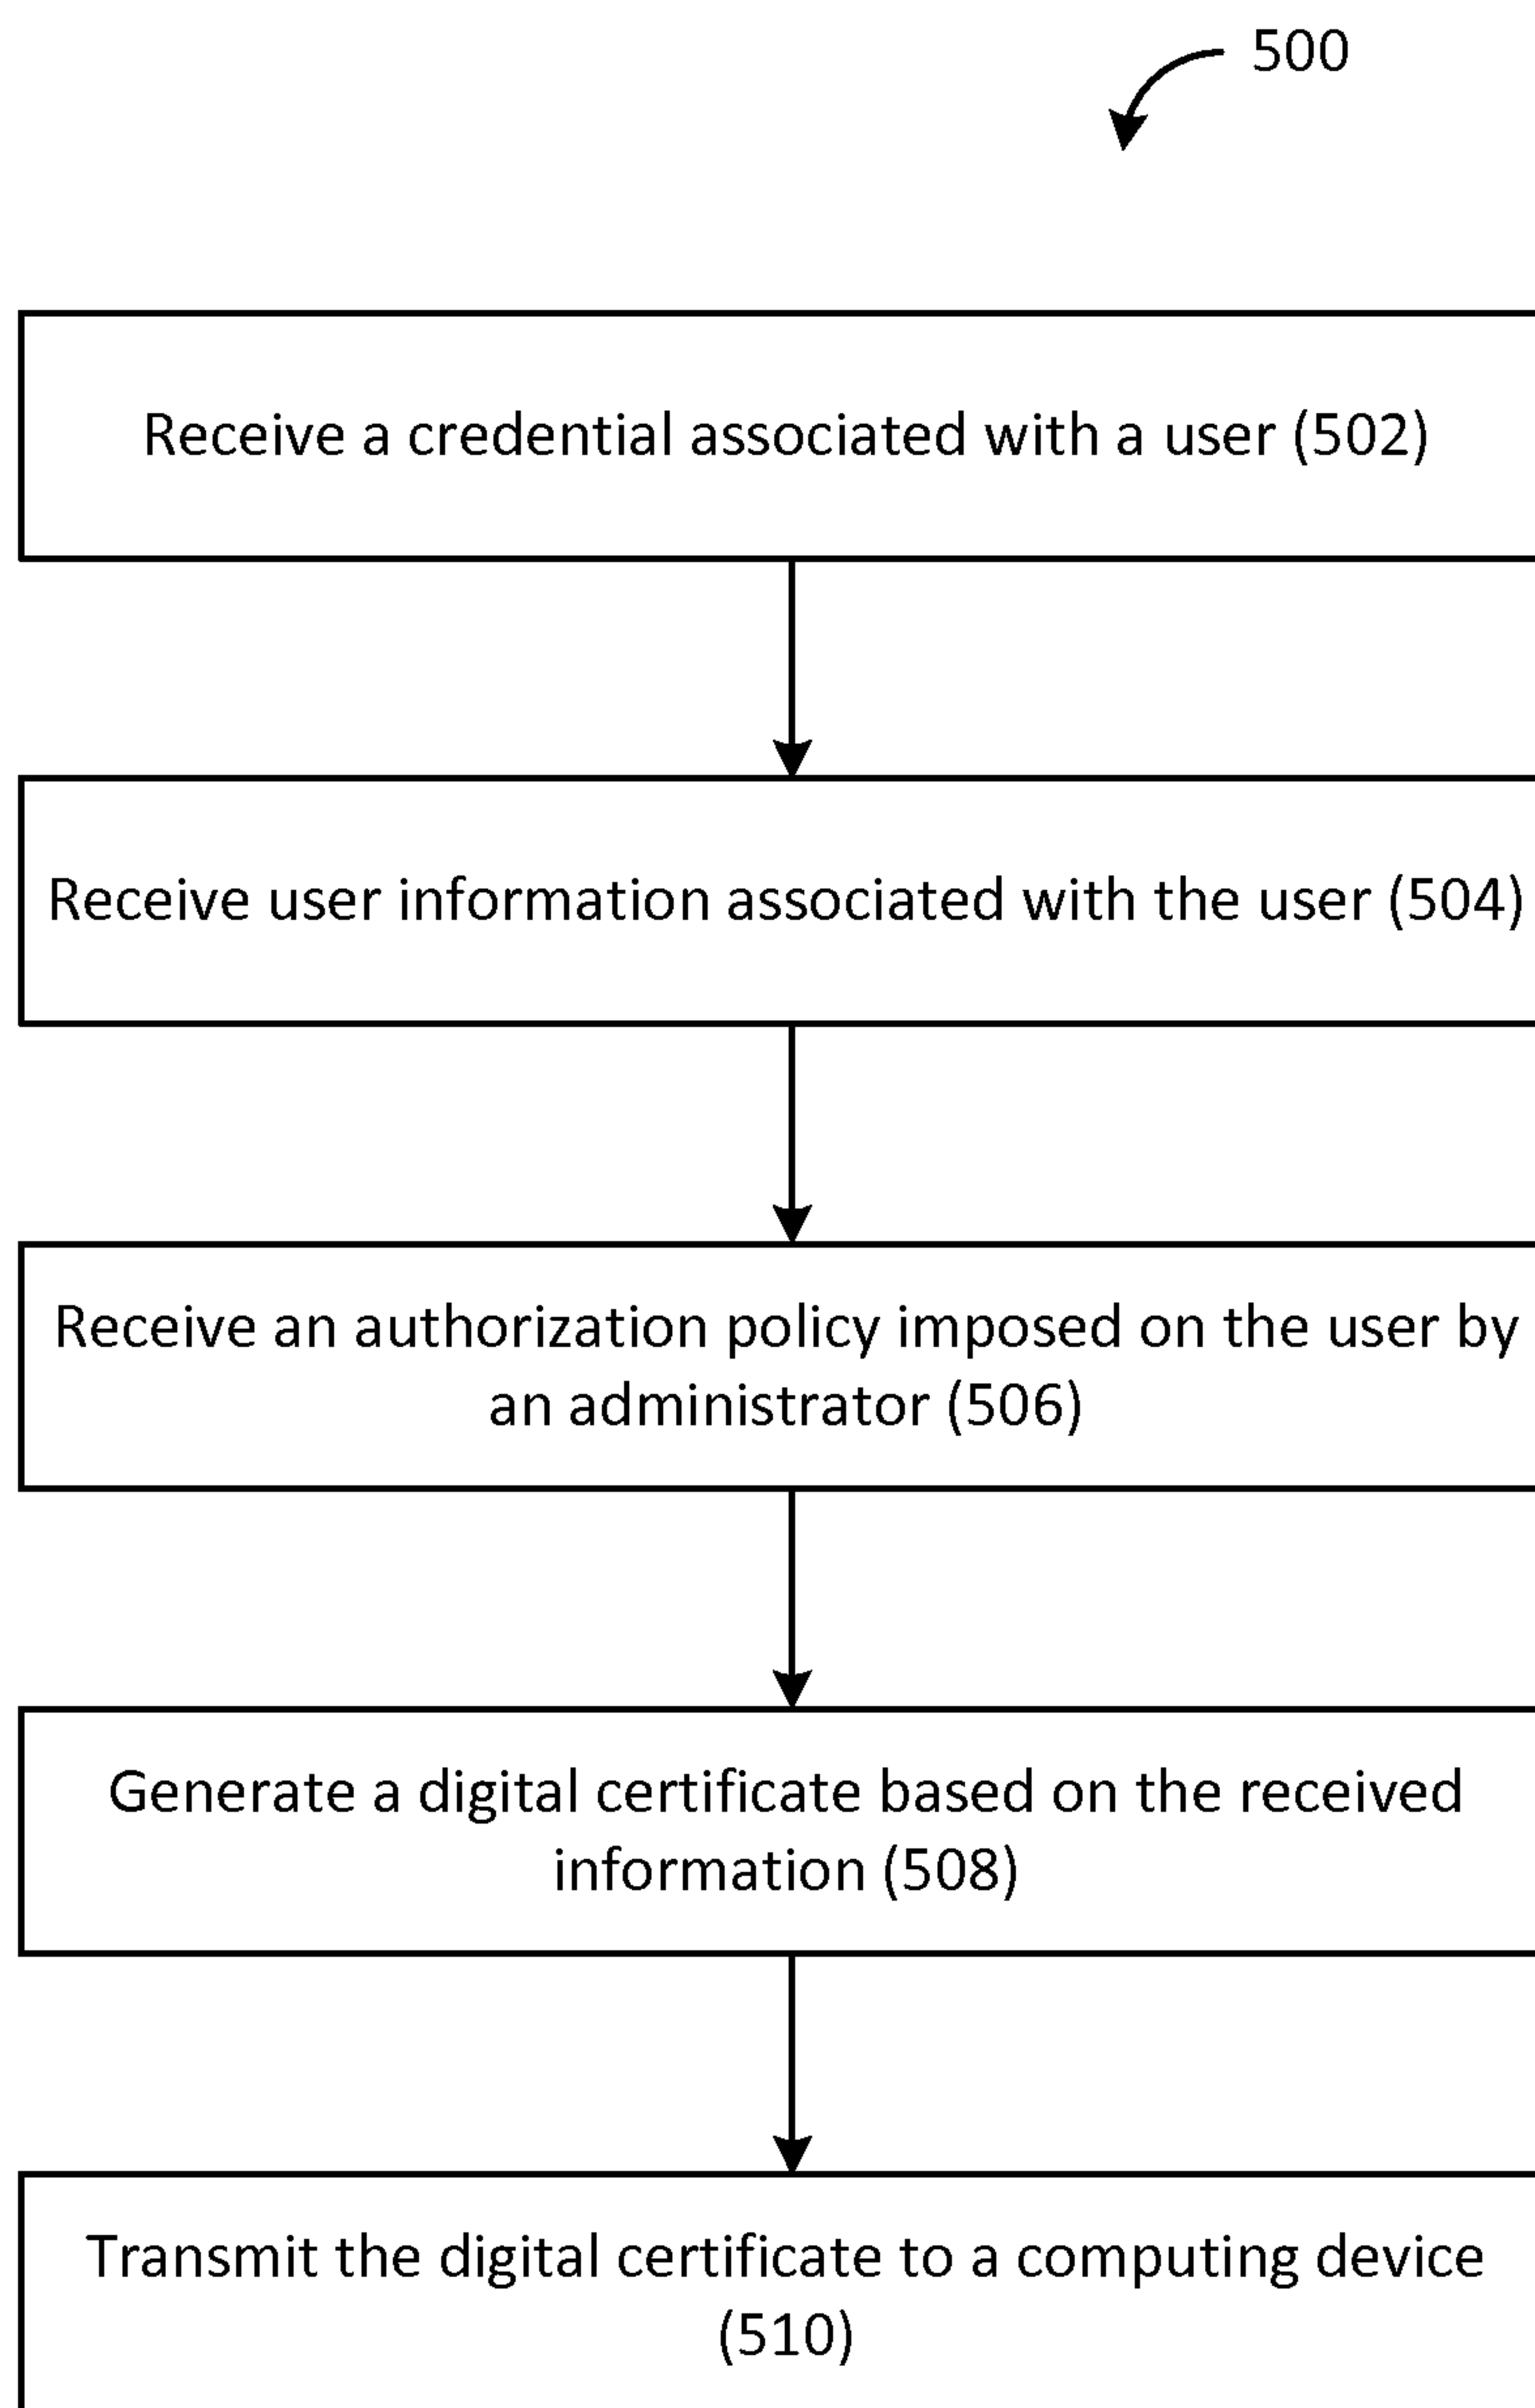 500
Receive a credential associated with a user (502)
Receive user information associated with the user (504)
Receive an authorization policy imposed on the user by
an administrator (506)
Generate a digital certificate based on the received
information (508)
Transmit the digital certificate to a computing device
(510)